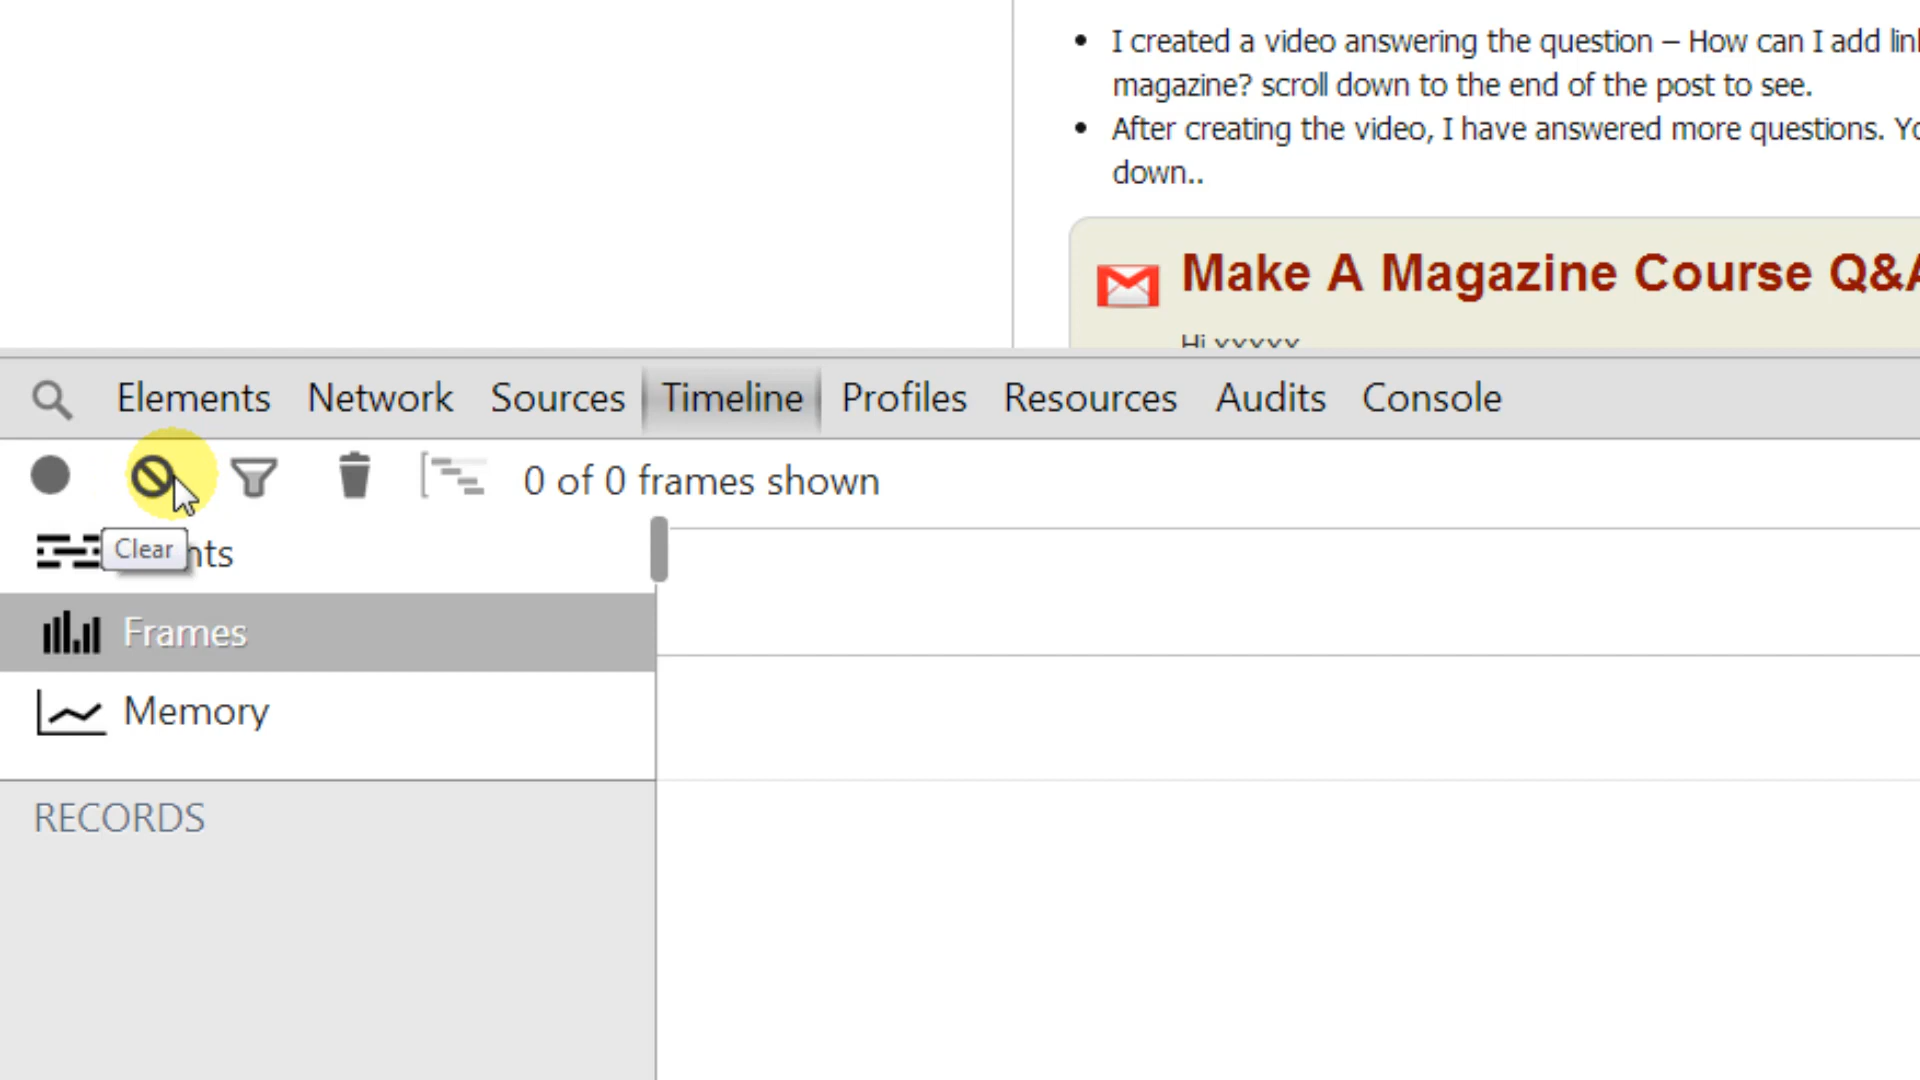 I created a video answering the question – How can I add
magazine? scroll down to the end of the post to see.
After creating the video, I have answered more questions.
down..
Make A Magazine Course
Hi xxxxx
Elements Network Sources Timeline Profiles Resources Audits Console
0 of 0 frames shown
Clear
Frames
Memory
RECORDS